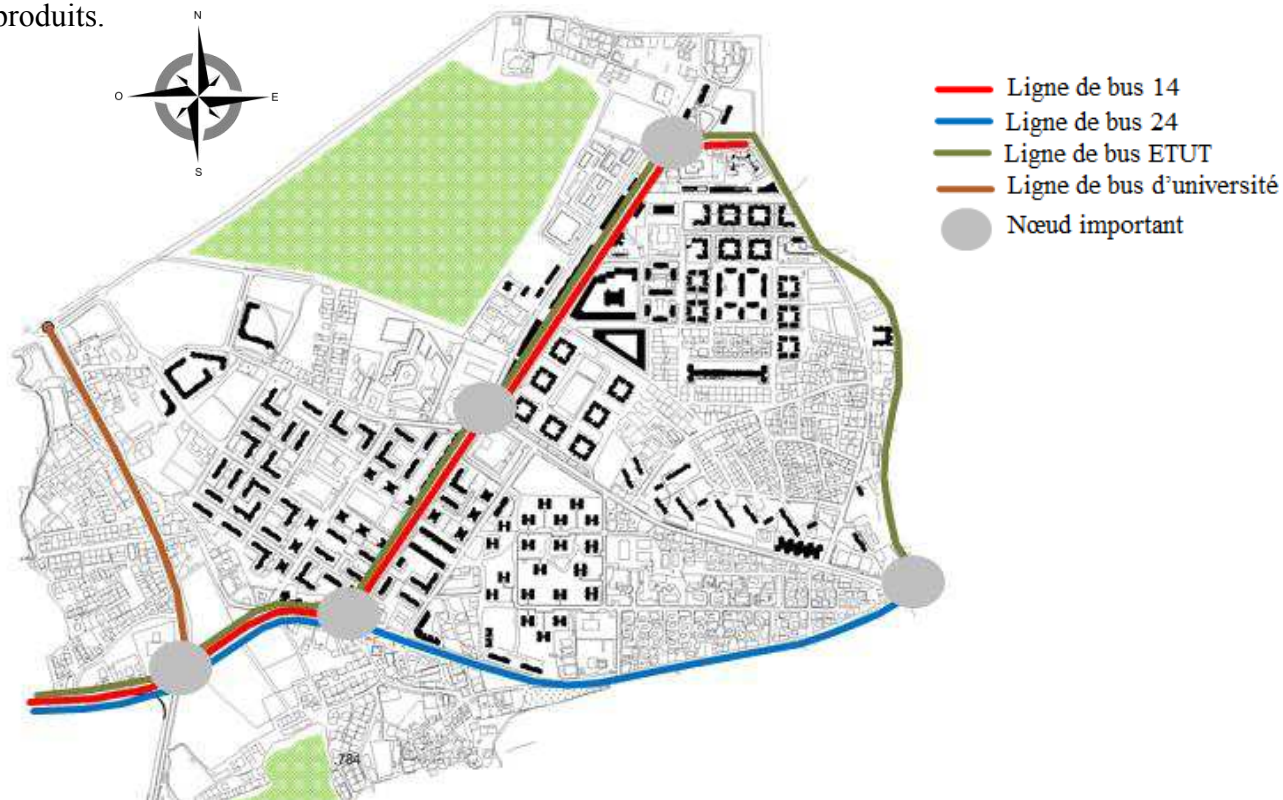 produits.
N
O
E
S
Ligne de bus 14
Ligne de bus 24
Ligne de bus ETUT
Ligne de bus d’université
Nœud important
784